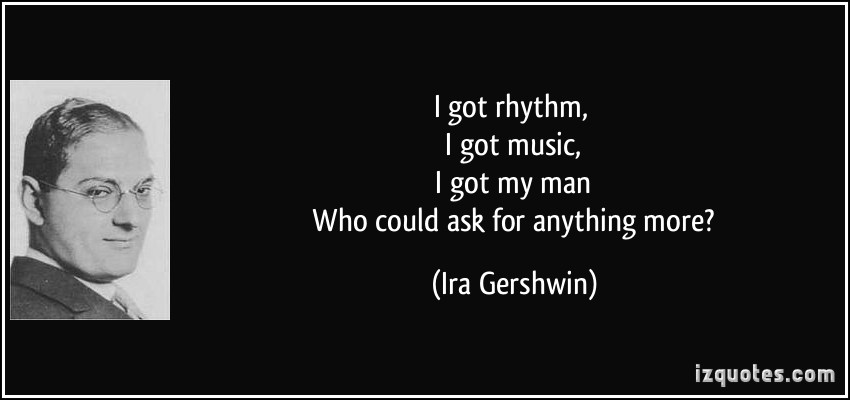 I got rhythm,
I got music,
I got my man
Who could ask for anything more?
(Ira Gershwin)
izquotes.com